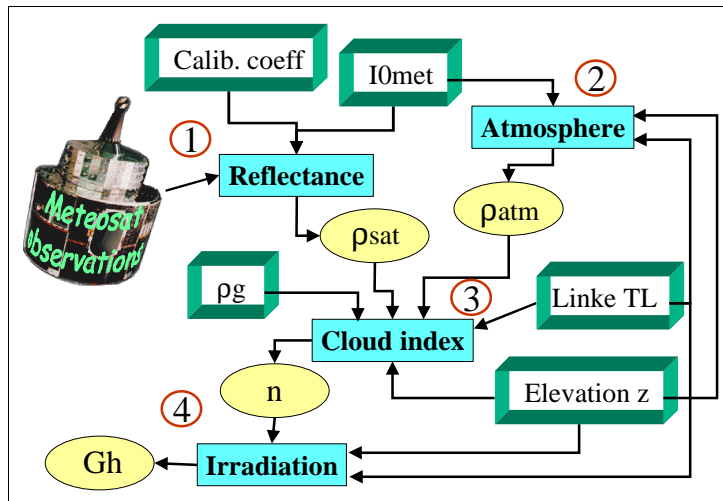 Calib. coeff
I0met
2
1
Atmosphere
Reflectance
Meteosat
observations
ρatm
ρsat
ρg
3
Linke TL
Cloud index
n
Elevation z
4
Gh
Irradiation